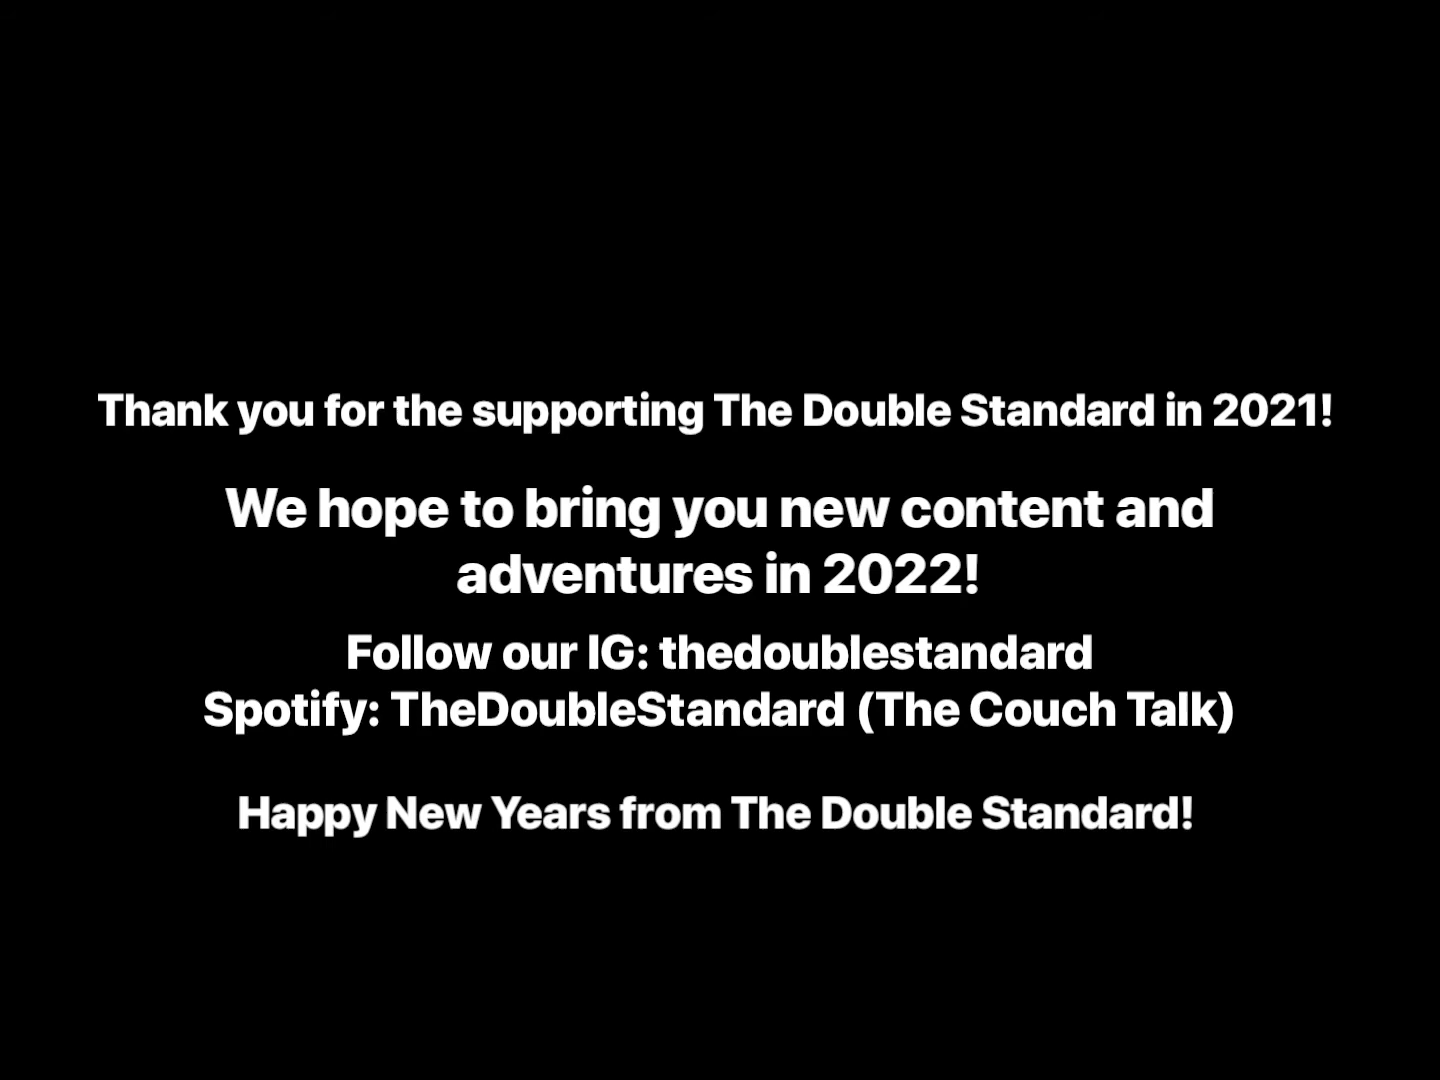 Thank you for the supporting The Double Standard in 2021!
We hope to bring you new content and
adventures in 2022!
Follow our IG: thedoublestandard
Spotify: TheDoubleStandard (The Couch Talk)
Happy New Years from The Double Standard!